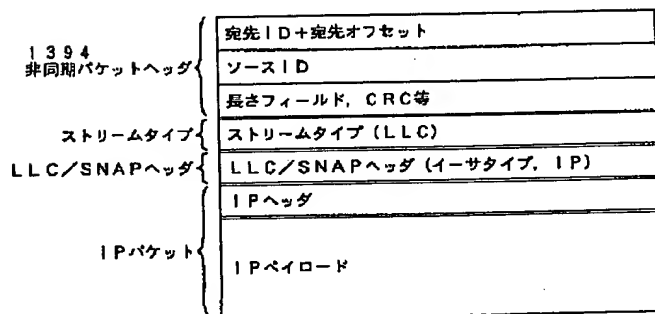 1394
非同期パケットヘッダ
宛先ID+宛先オフセット
ソースID
長さフィールド,CRC等
ストリームタイプ
ストリームタイプ(LLC)
LLC/SNAPヘッダ
LLC/SNAPヘッダ(イーサタイプ,IP)
IPパケット
IPヘッダ
IPペイロード